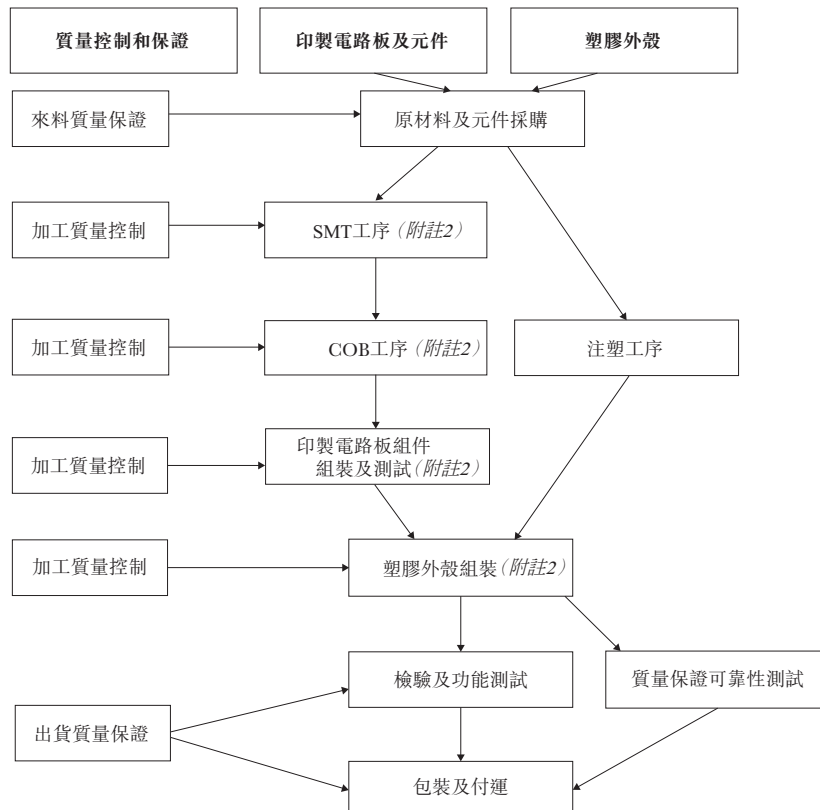 質量控制和保證
印製電路板及元件
塑膠外殼
來料質量保證
原材料及元件採購
加工質量控制
SMT工序（附註2）
加工質量控制
COB工序（附註2）
注塑工序
加工質量控制
印製電路板組件
組裝及測試（附註2）
加工質量控制
塑膠外殼組裝（附註2）
檢驗及功能測試
質量保證可靠性測試
出貨質量保證
包裝及付運